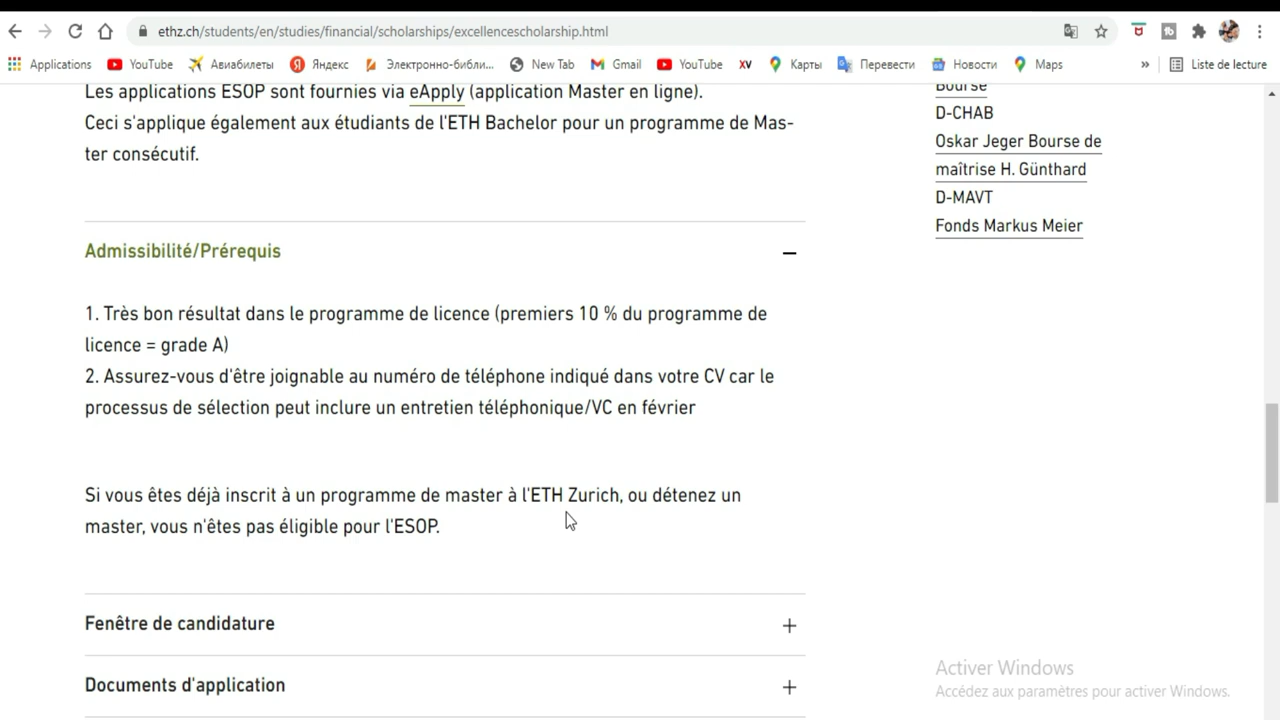 ethz.ch/students/en/studies/financial/scholarships/excellencescholarship.html
Applications YouTube Авиабилеты Яндекс Электронно-библи... New Tab Gmail YouTube XV Карты Перевести Новости Maps » Liste de lecture
Les applications ESOP sont fournies via eApply (application Master en ligne).
Ceci s'applique également aux étudiants de l'ETH Bachelor pour un programme de Mas-
ter consécutif.
Admissibilité/Prérequis
1. Très bon résultat dans le programme de licence (premiers 10 % du programme de
licence = grade A)
2. Assurez-vous d'être joignable au numéro de téléphone indiqué dans votre CV car le
processus de sélection peut inclure un entretien téléphonique/VC en février
Si vous êtes déjà inscrit à un programme de master à l'ETH Zurich, ou détenez un
master, vous n'êtes pas éligible pour l'ESOP.
Fenêtre de candidature
Documents d'application
Bourse
D-CHAB
Oskar Jeger Bourse de
maîtrise H. Günthard
D-MAVT
Fonds Markus Meier
Activer Windows
Accédez aux paramètres pour activer Windows.